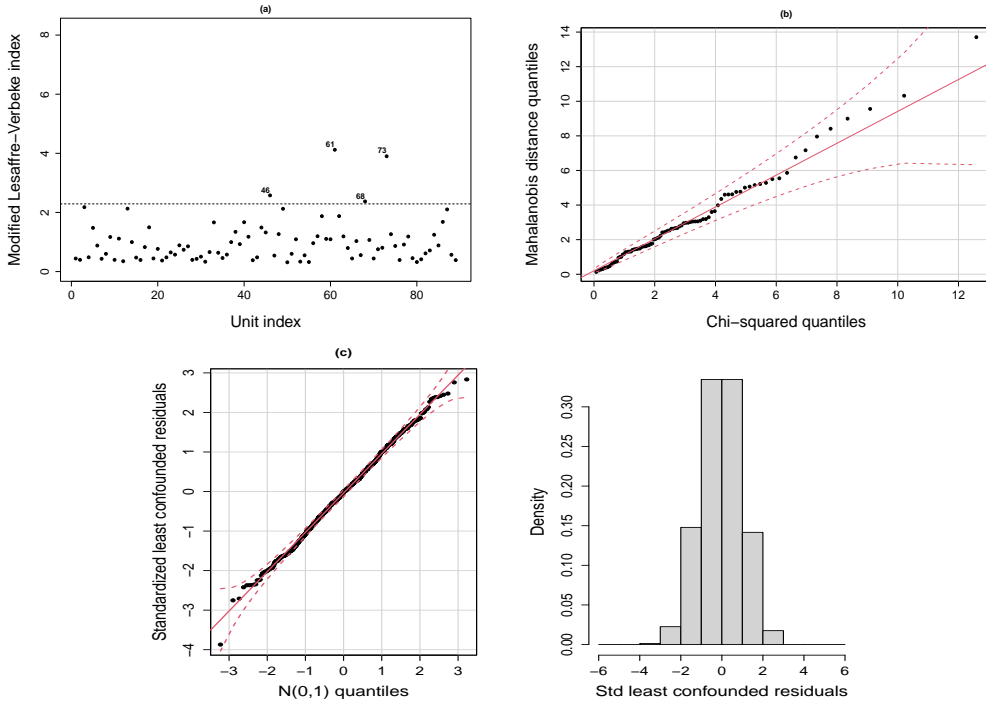 (a)
Modified Lesaffre−Verbeke index
8
6
4
2
0
61
73
46
68
0 20 40 60 80
Unit index
(b)
Mahalanobis distance quantiles
14
12
10
8
6
4
2
0
0 2 4 6 8 10 12
Chi−squared quantiles
(c)
Standardized least confounded residuals
3
2
1
0
−1
−2
−3
−4
−3 −2 −1 0 1 2 3
N(0,1) quantiles
Density
0.30
0.20
0.10
0.05
0.00
−6 −4 −2 0 2 4 6
Std least confounded residuals